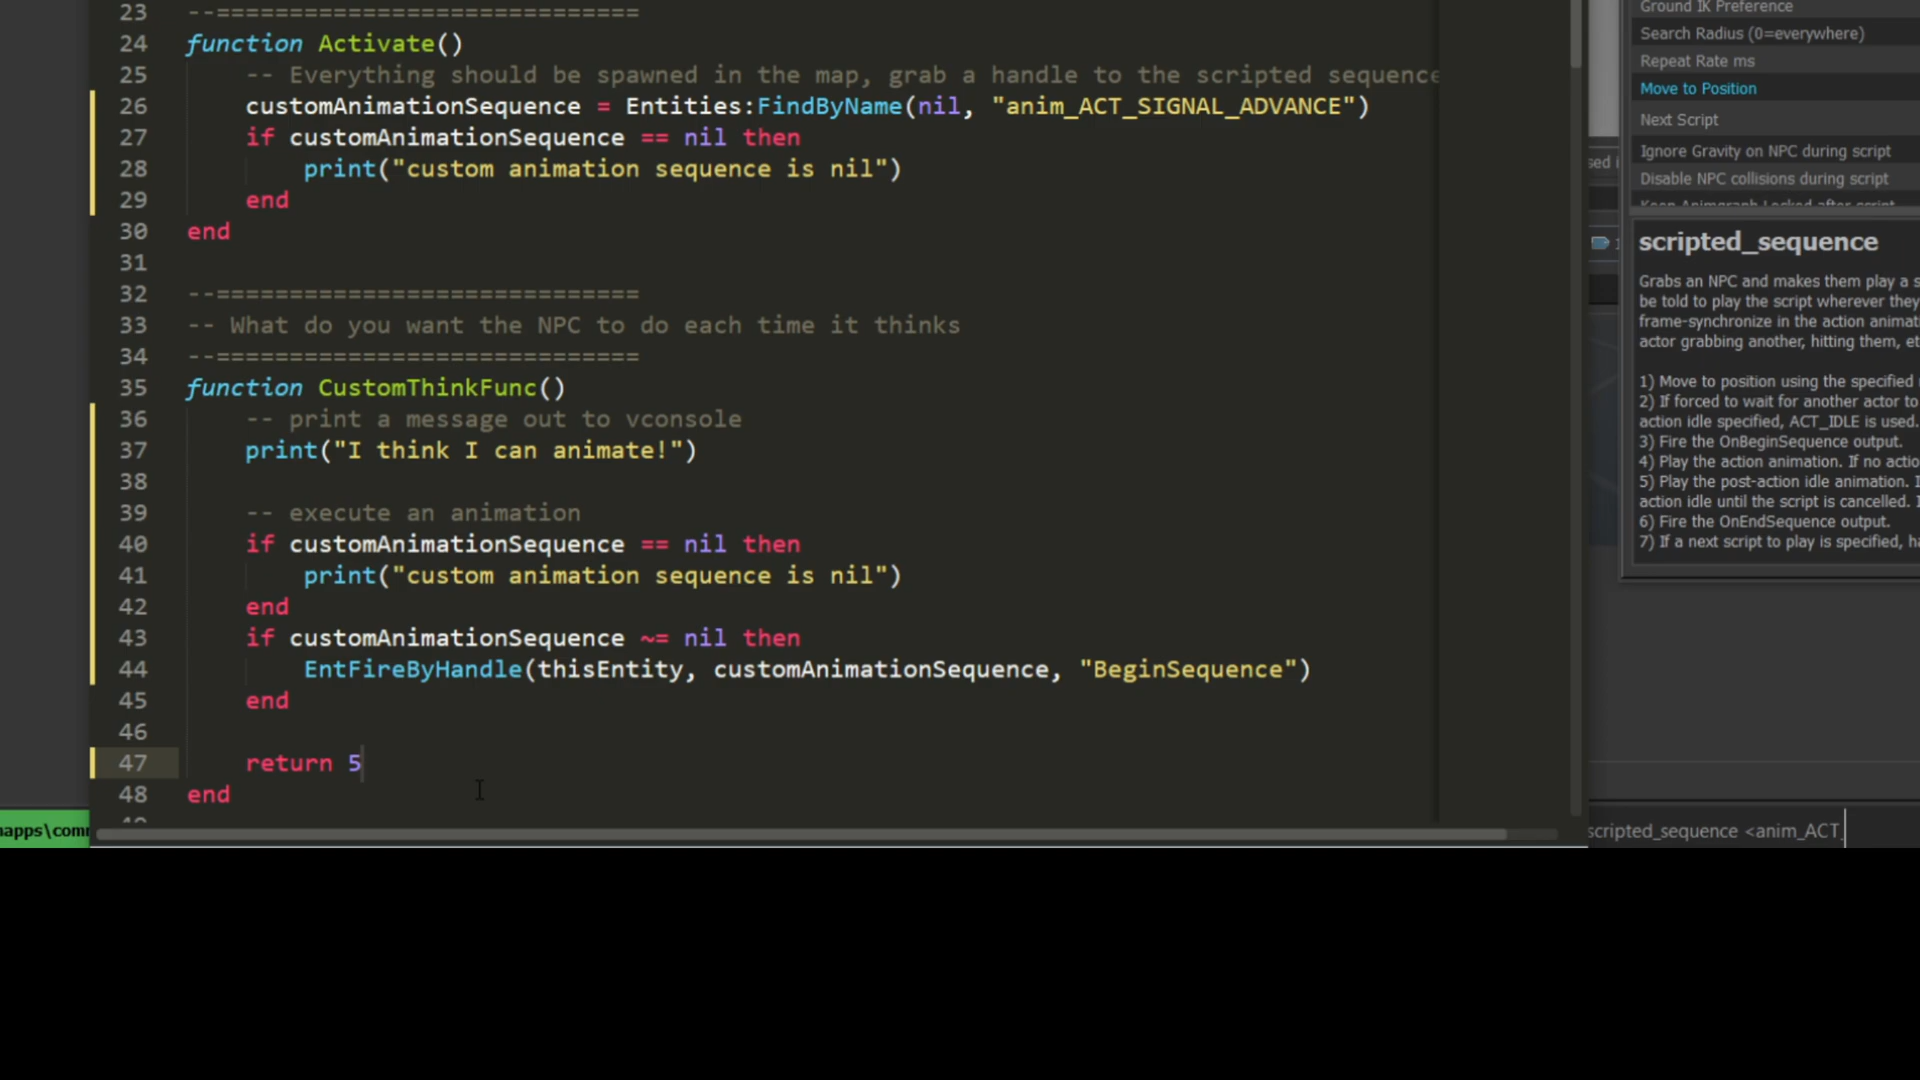 23 --=============================
24 function Activate()
25 -- Everything should be spawned in the map, grab a handle to the scripted sequence
26 customAnimationSequence = Entities:FindByName(nil, "anim_ACT_SIGNAL_ADVANCE")
27 if customAnimationSequence == nil then
28 print("custom animation sequence is nil")
29 end
30 end
31
32 --=============================
33 -- What do you want the NPC to do each time it thinks
34 --=============================
35 function CustomThinkFunc()
36 -- print a message out to vconsole
37 print("I think I can animate!")
38
39 -- execute an animation
40 if customAnimationSequence == nil then
41 print("custom animation sequence is nil")
42 end
43 if customAnimationSequence ~= nil then
44 EntFireByHandle(thisEntity, customAnimationSequence, "BeginSequence")
45 end
46
47 return 5
48 end
Ground IK Preference
Search Radius (0=everywhere)
Repeat Rate ms
Move to Position
Next Script
Ignore Gravity on NPC during script
Disable NPC collisions during script
Keep Animgraph Locked after script
scripted_sequence
Grabs an NPC and makes them play a s
be told to play the script wherever they
frame-synchronize in the action animati
actor grabbing another, hitting them, et
1) Move to position using the specified
2) If forced to wait for another actor to
action idle specified, ACT_IDLE is used.
3) Fire the OnBeginSequence output.
4) Play the action animation. If no actio
5) Play the post-action idle animation. I
action idle until the script is cancelled. I
6) Fire the OnEndSequence output.
7) If a next script to play is specified, ha
sed i
napps\com
scripted_sequence <anim_ACT_